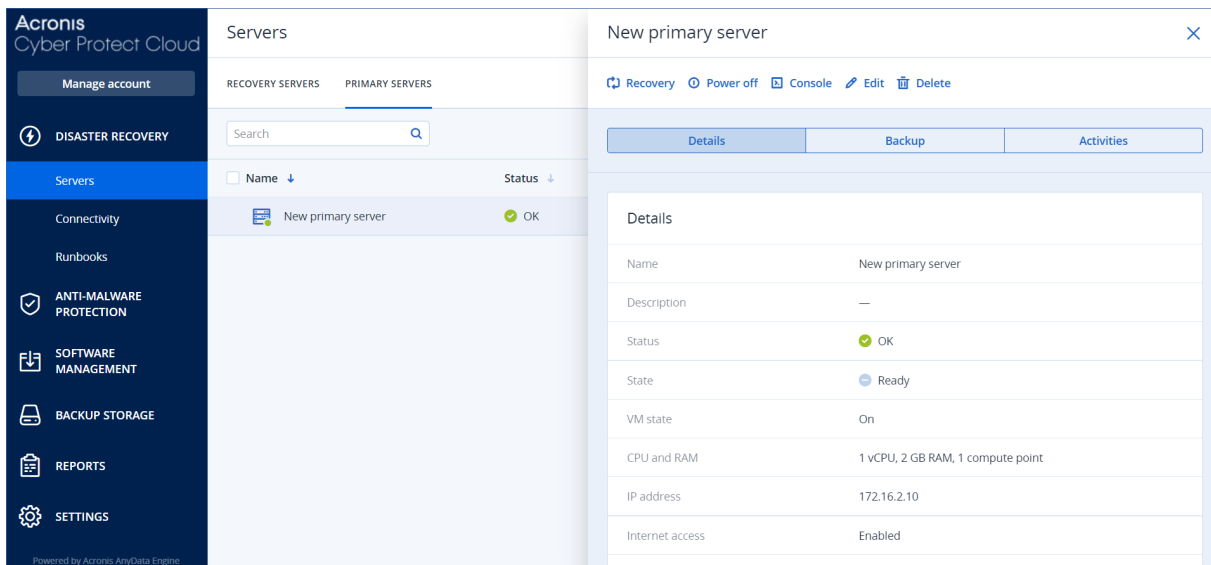 Acronis
Cyber Protect Cloud
Manage account
DISASTER RECOVERY
Servers
Connectivity
Runbooks
ANTI-MALWARE
PROTECTION
SOFTWARE
MANAGEMENT
BACKUP STORAGE
REPORTS
SETTINGS
Powered by Acronis AnyData Engine
Servers
RECOVERY SERVERS PRIMARY SERVERS
Search
Name Status
New primary server OK
New primary server
Recovery Power off Console Edit Delete
Details Backup Activities
Details
Name New primary server
Description —
Status OK
State Ready
VM state On
CPU and RAM 1 vCPU, 2 GB RAM, 1 compute point
IP address 172.16.2.10
Internet access Enabled